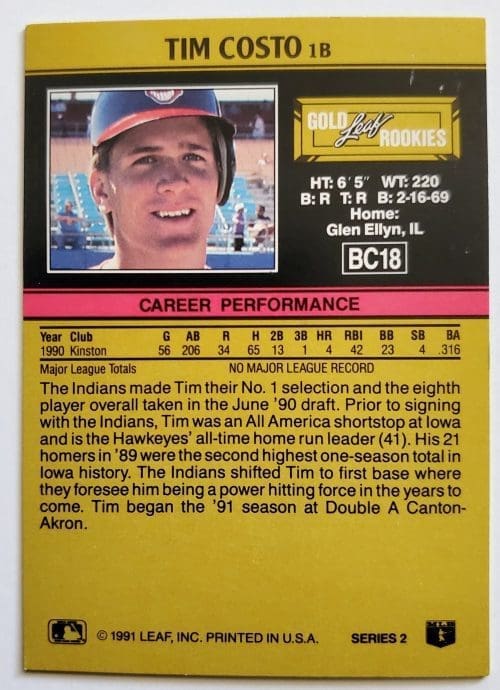 TIM COSTO 1B
GOLD Leaf ROOKIES
HT: 6' 5" WT: 220
B: R T: R B: 2-16-69
Home:
Glen Ellyn, IL
BC18
CAREER PERFORMANCE
Year Club G AB R H 2B 3B HR RBI BB SB BA
1990 Kinston 56 206 34 65 13 1 4 42 23 4 .316
Major League Totals NO MAJOR LEAGUE RECORD
The Indians made Tim their No. 1 selection and the eighth
player overall taken in the June '90 draft. Prior to signing
with the Indians, Tim was an All America shortstop at Iowa
and is the Hawkeyes' all-time home run leader (41). His 21
homers in '89 were the second highest one-season total in
Iowa history. The Indians shifted Tim to first base where
they foresee him being a power hitting force in the years to
come. Tim began the '91 season at Double A Canton-
Akron.
© 1991 LEAF, INC. PRINTED IN U.S.A. SERIES 2